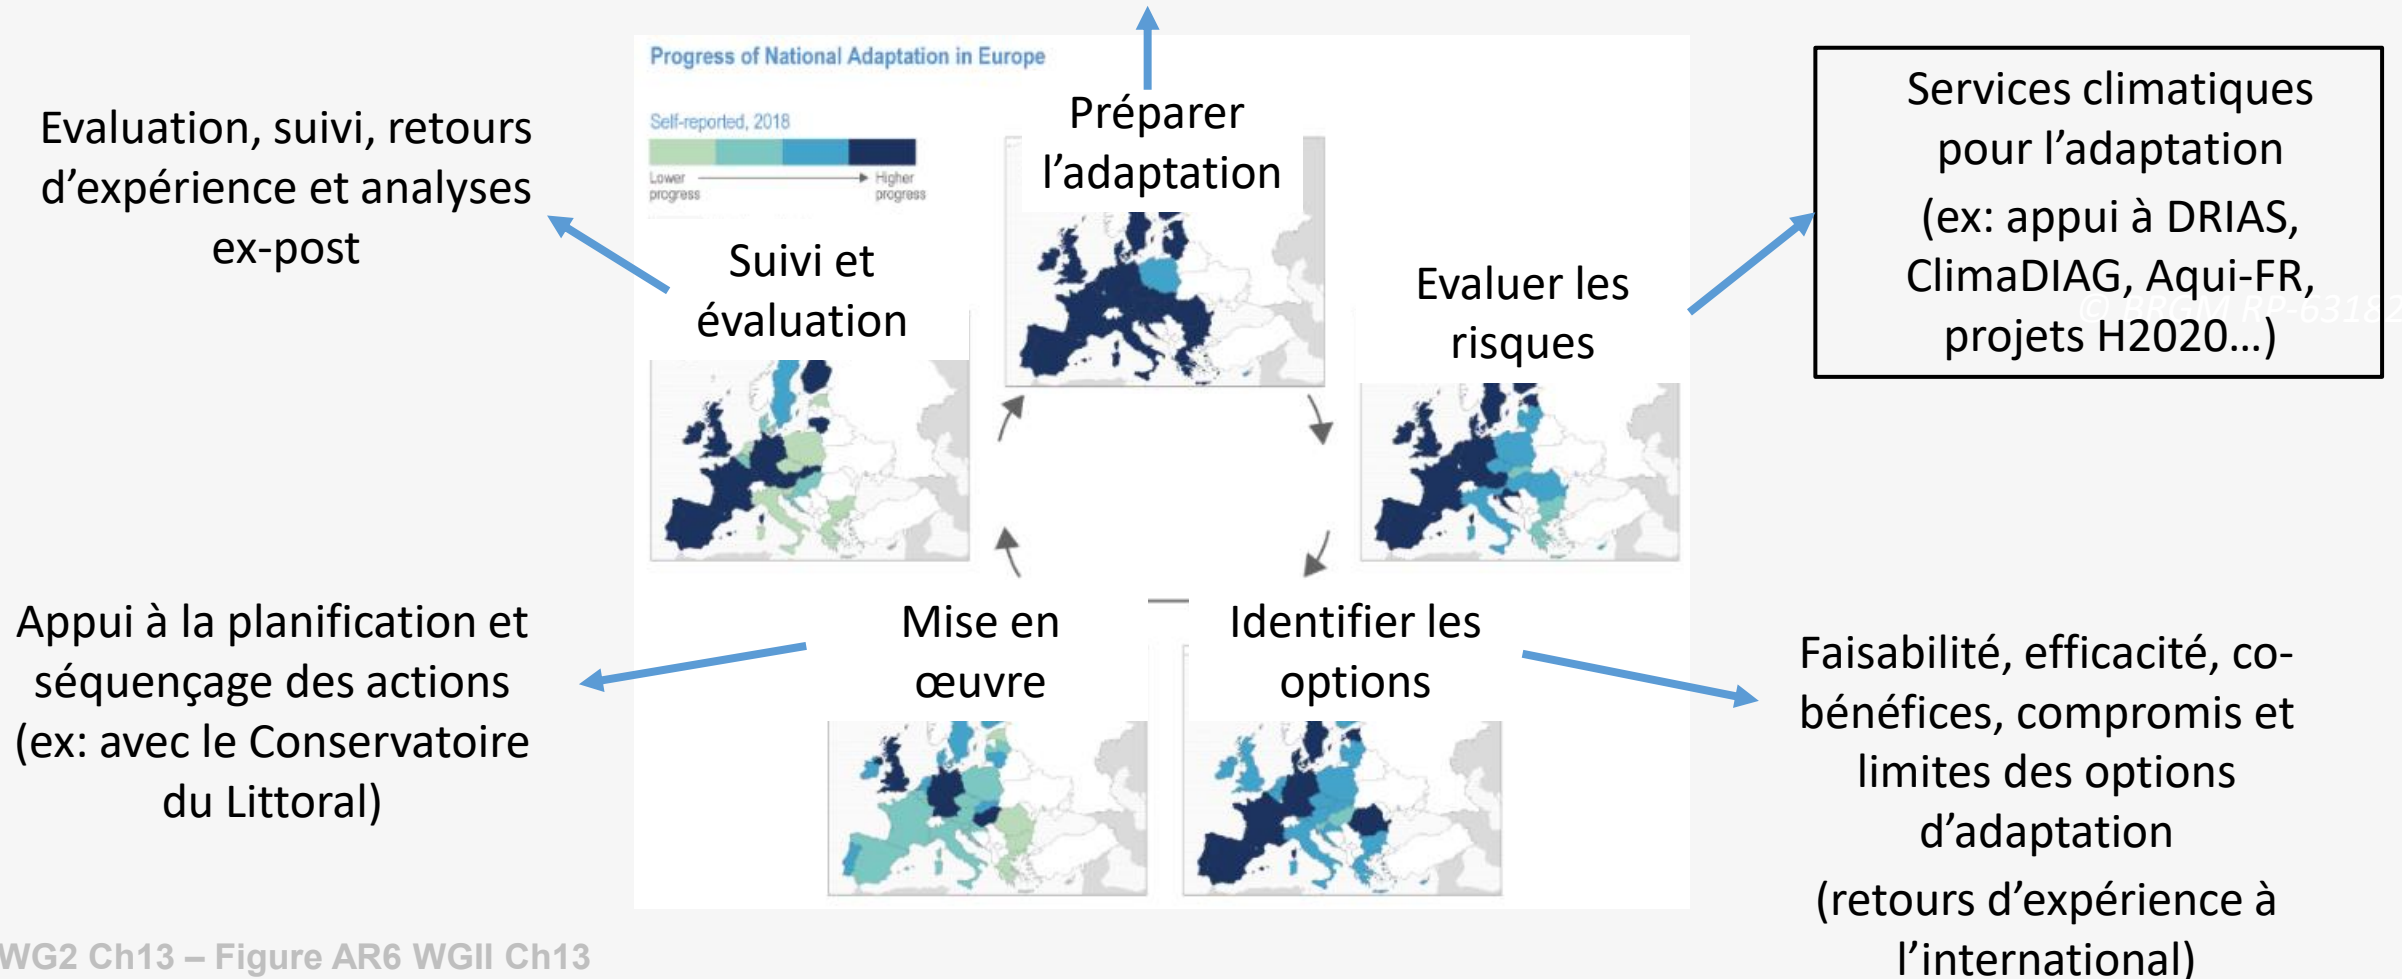 Progress of National Adaptation in Europe
Self-reported, 2018
Lower
progress
Higher
progress
Préparer
l’adaptation
Evaluation, suivi, retours
d’expérience et analyses
ex-post
Suivi et
évaluation
Evaluer les
risques
Services climatiques
pour l’adaptation
(ex: appui à DRIAS,
ClimaDIAG, Aqui-FR,
projets H2020…)
© BRGM RP-63182
Appui à la planification et
séquençage des actions
(ex: avec le Conservatoire
du Littoral)
Mise en
œuvre
Identifier les
options
Faisabilité, efficacité, co-
bénéfices, compromis et
limites des options
d’adaptation
(retours d’expérience à
l’international)
WG2 Ch13 – Figure AR6 WGII Ch13